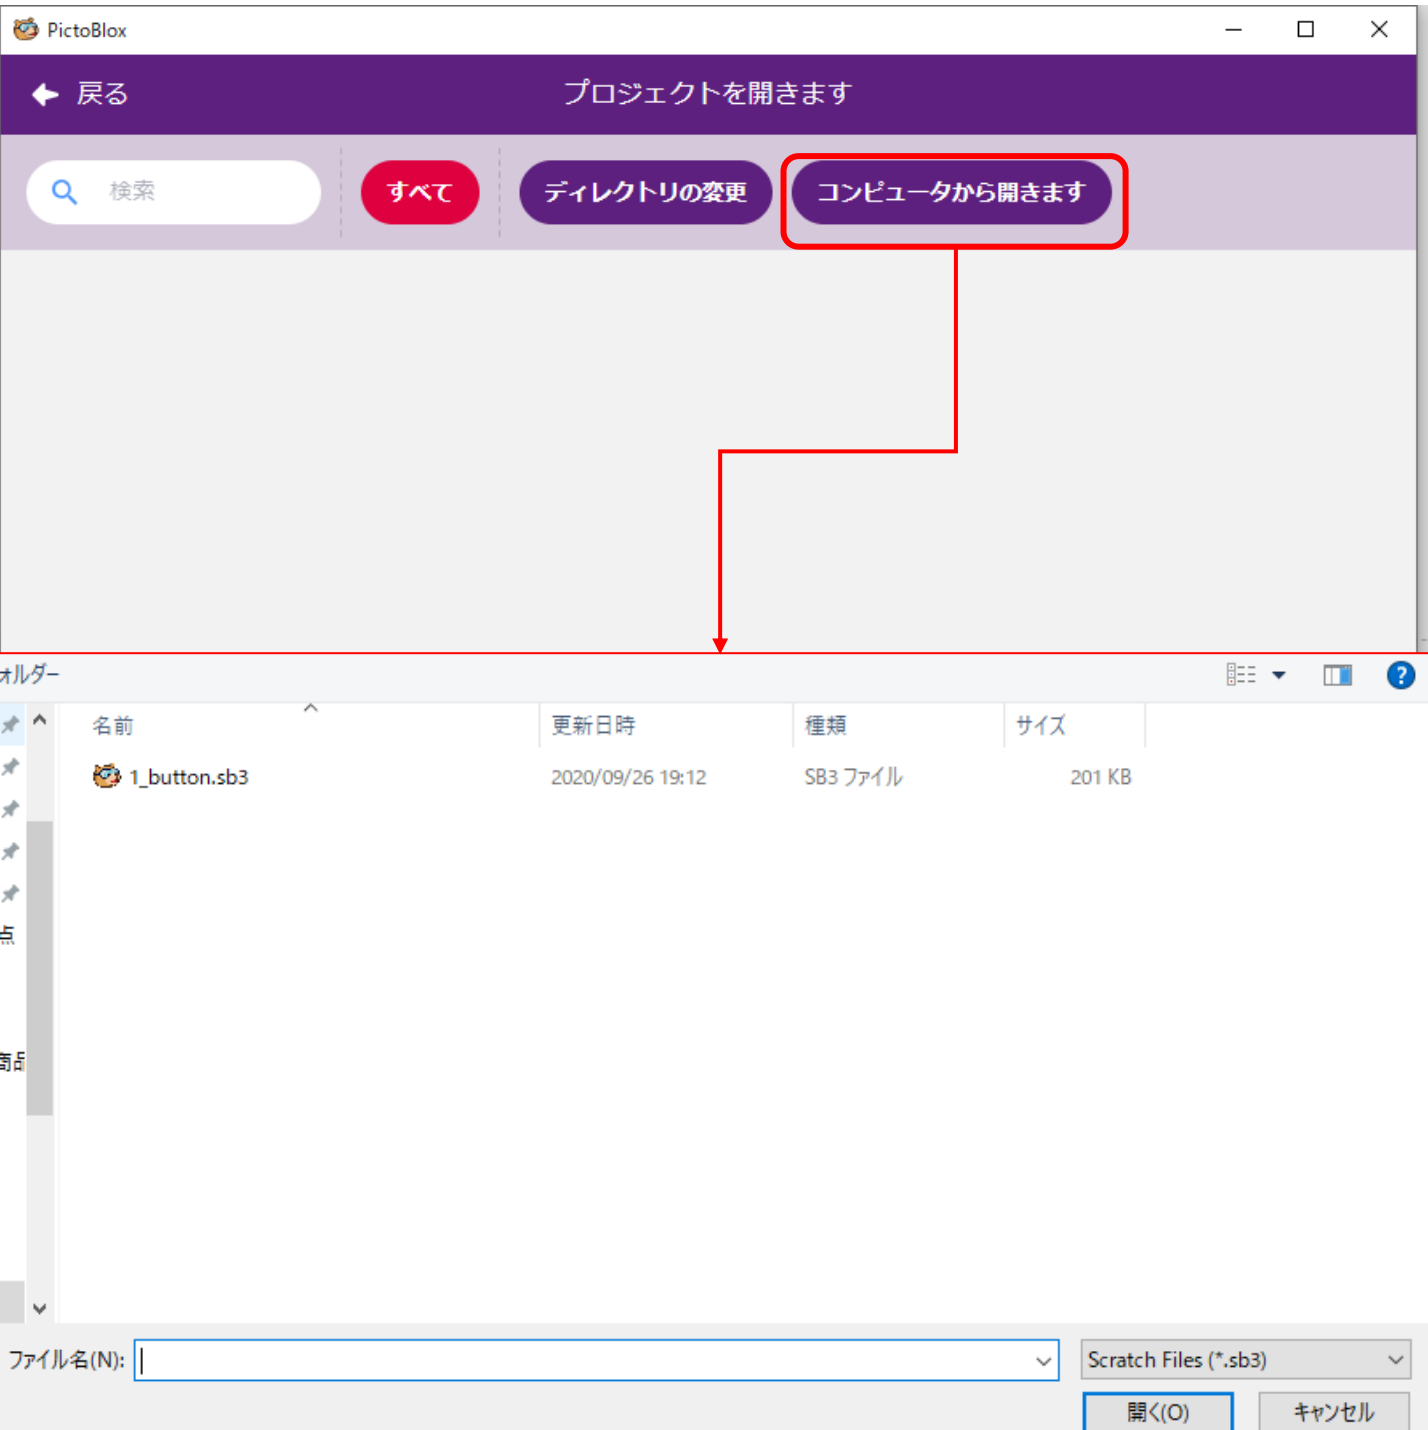 PictoBlox
戻る
プロジェクトを開きます
検索
すべて
ディレクトリの変更
コンピュータから開きます
ォルダー
名前
更新日時
種類
サイズ
1_button.sb3
2020/09/26 19:12
SB3 ファイル
201 KB
点
商品
ファイル名(N):
Scratch Files (*.sb3)
開く(O)
キャンセル